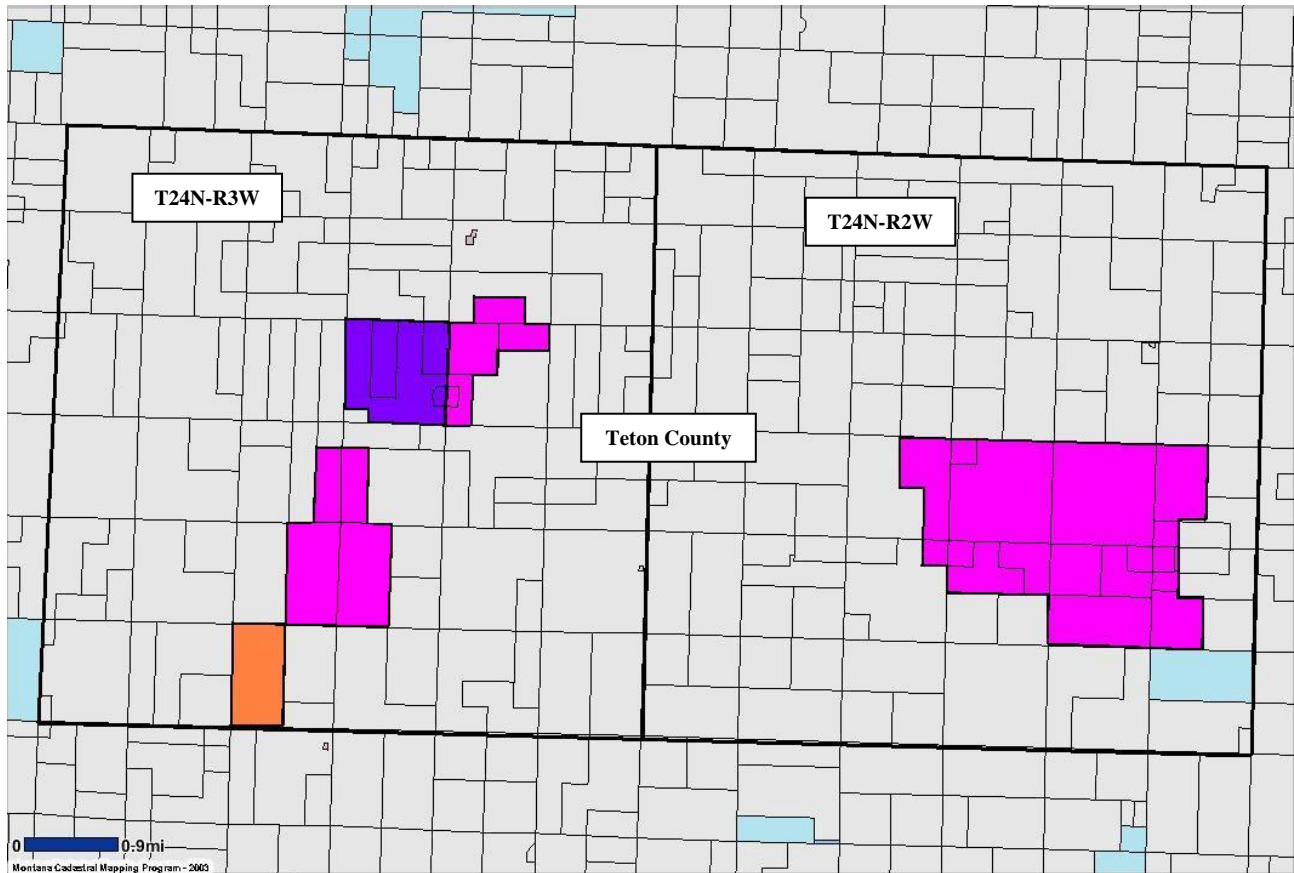 T24N-R3W
T24N-R2W
Teton County
0 0.9mi
Montana Cadastral Mapping Program - 2003